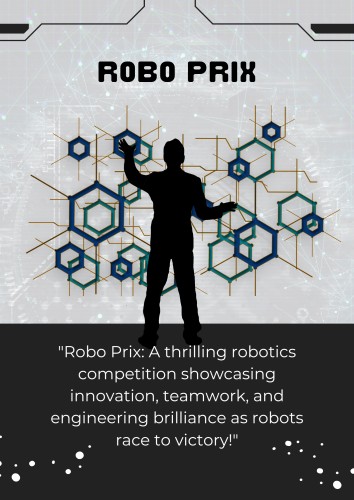 ROBO PRIX
"Robo Prix: A thrilling robotics
competition showcasing
innovation, teamwork, and
engineering brilliance as robots
race to victory!"